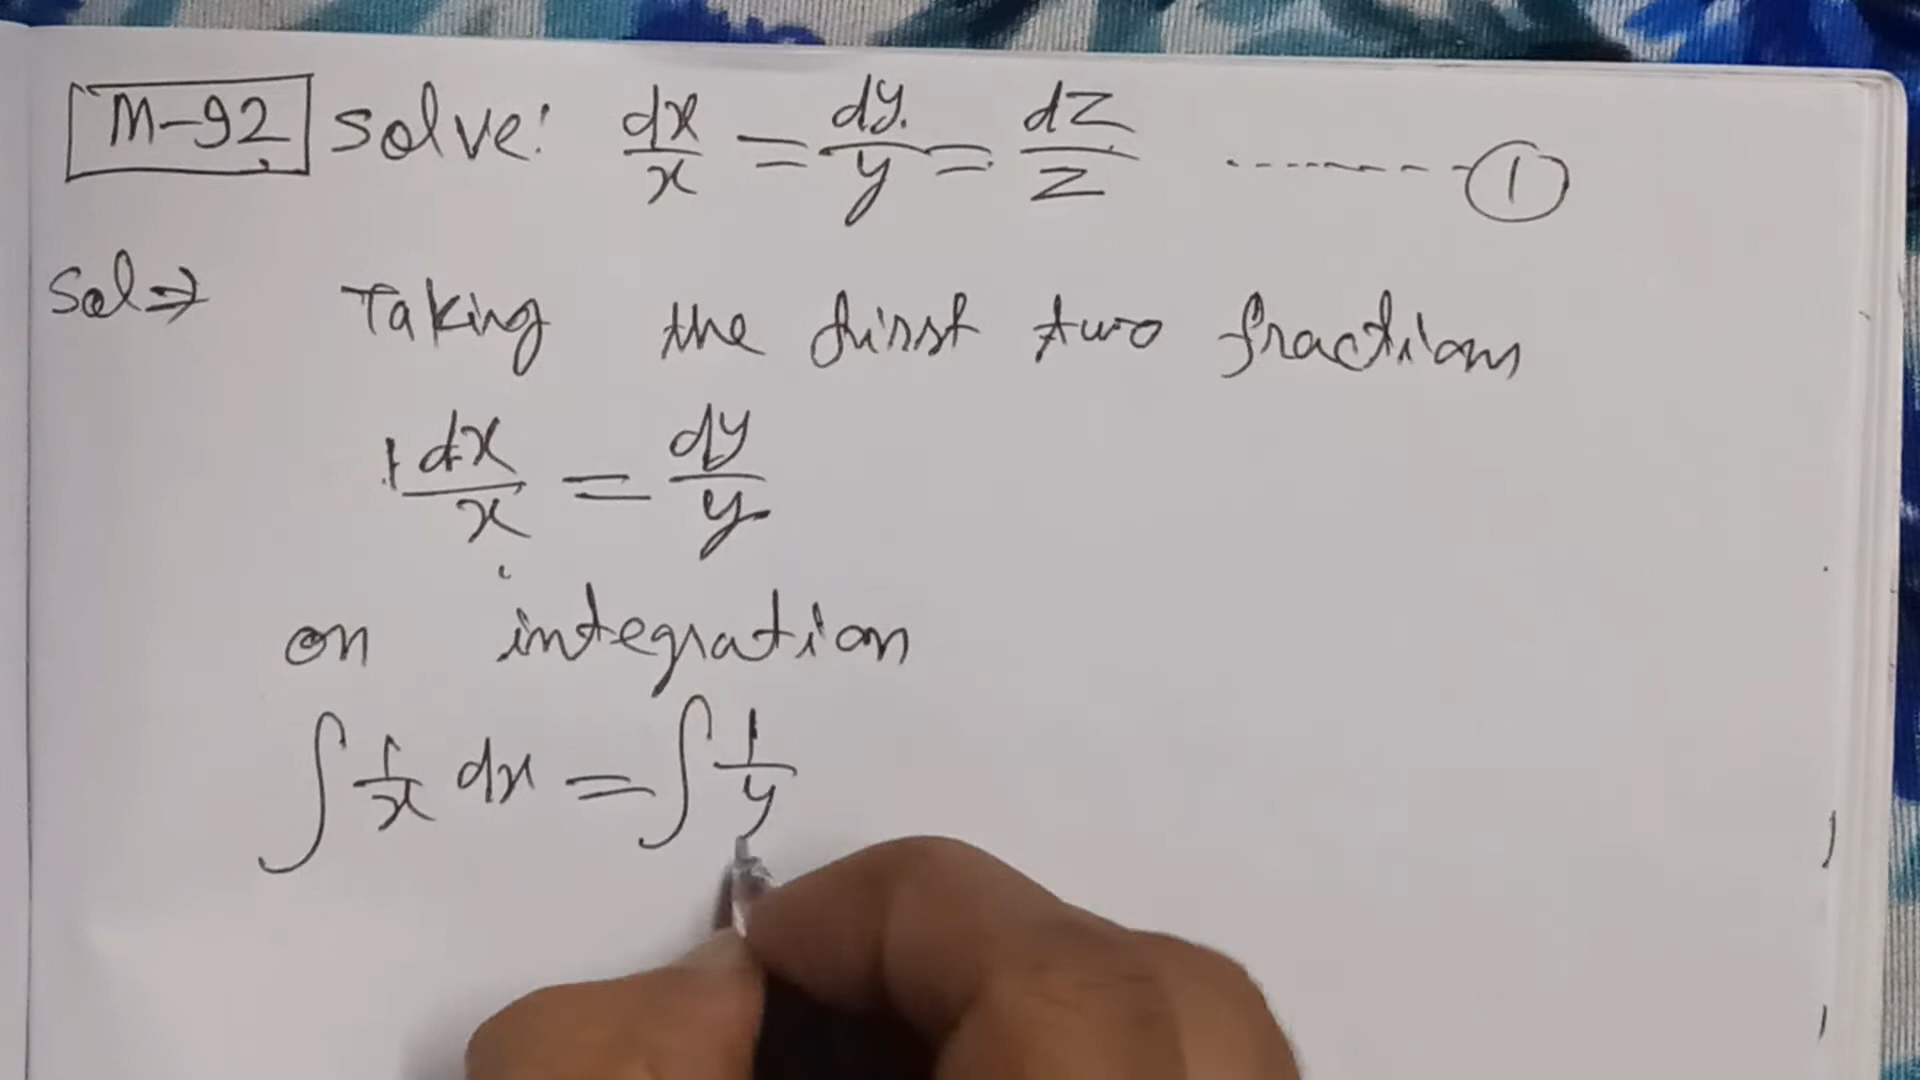 M-92 Solve: dx/x = dy/y = dz/z --------- 1
Sol⇒ Taking the first two fractions
dx/x = dy/y
on integration
∫ 1/x dx = ∫ 1/y